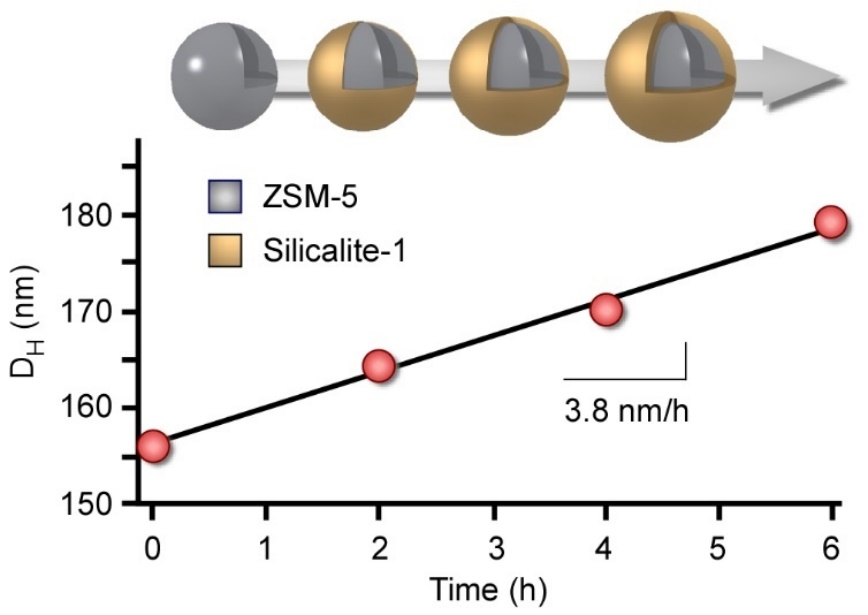 ZSM-5
Silicalite-1
180
170
160
150
D_H (nm)
3.8 nm/h
0 1 2 3 4 5 6
Time (h)